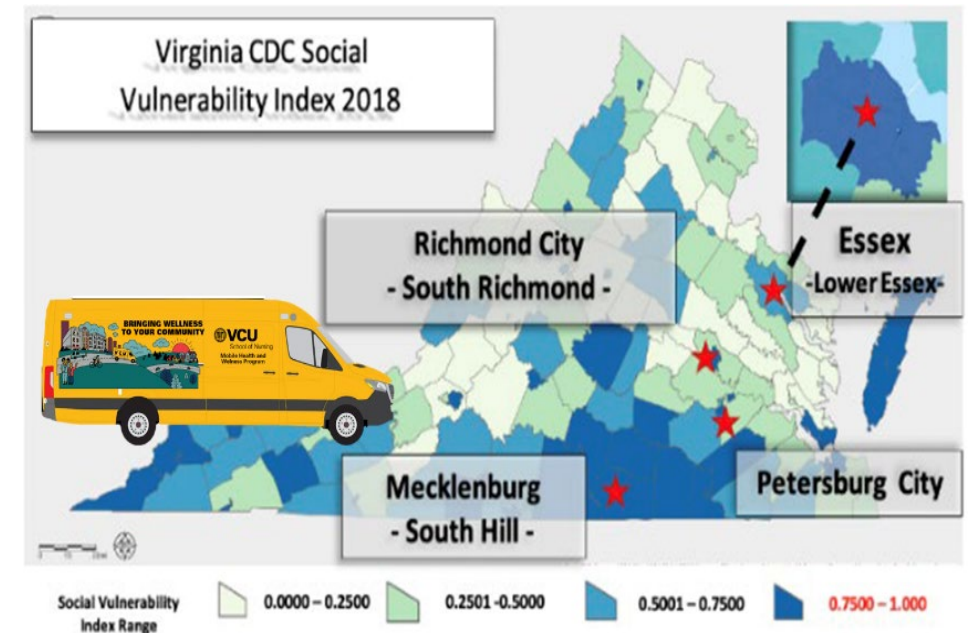 Virginia CDC Social
Vulnerability Index 2018
Richmond City
- South Richmond -
Essex
-Lower Essex-
BRINGING WELLNESS
TO YOUR COMMUNITY
VCU
School of Nursing
Mobile Health and
Wellness Program
Mecklenburg
- South Hill -
Petersburg City
Social Vulnerability
Index Range
0.0000 – 0.2500
0.2501 -0.5000
0.5001 – 0.7500
0.7500 – 1.000